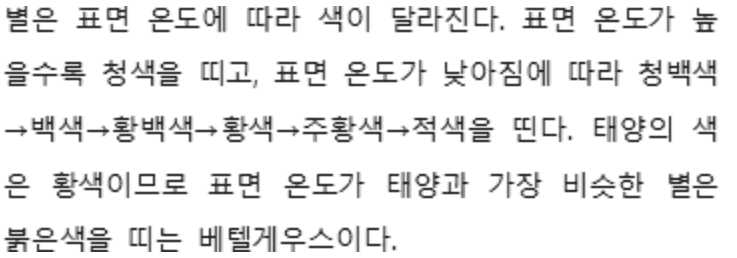 별은 표면 온도에 따라 색이 달라진다. 표면 온도가 높
을수록 청색을 띠고, 표면 온도가 낮아짐에 따라 청백색
→백색→황백색→황색→주황색→적색을 띤다. 태양의 색
은 황색이므로 표면 온도가 태양과 가장 비슷한 별은
붉은색을 띠는 베텔게우스이다.